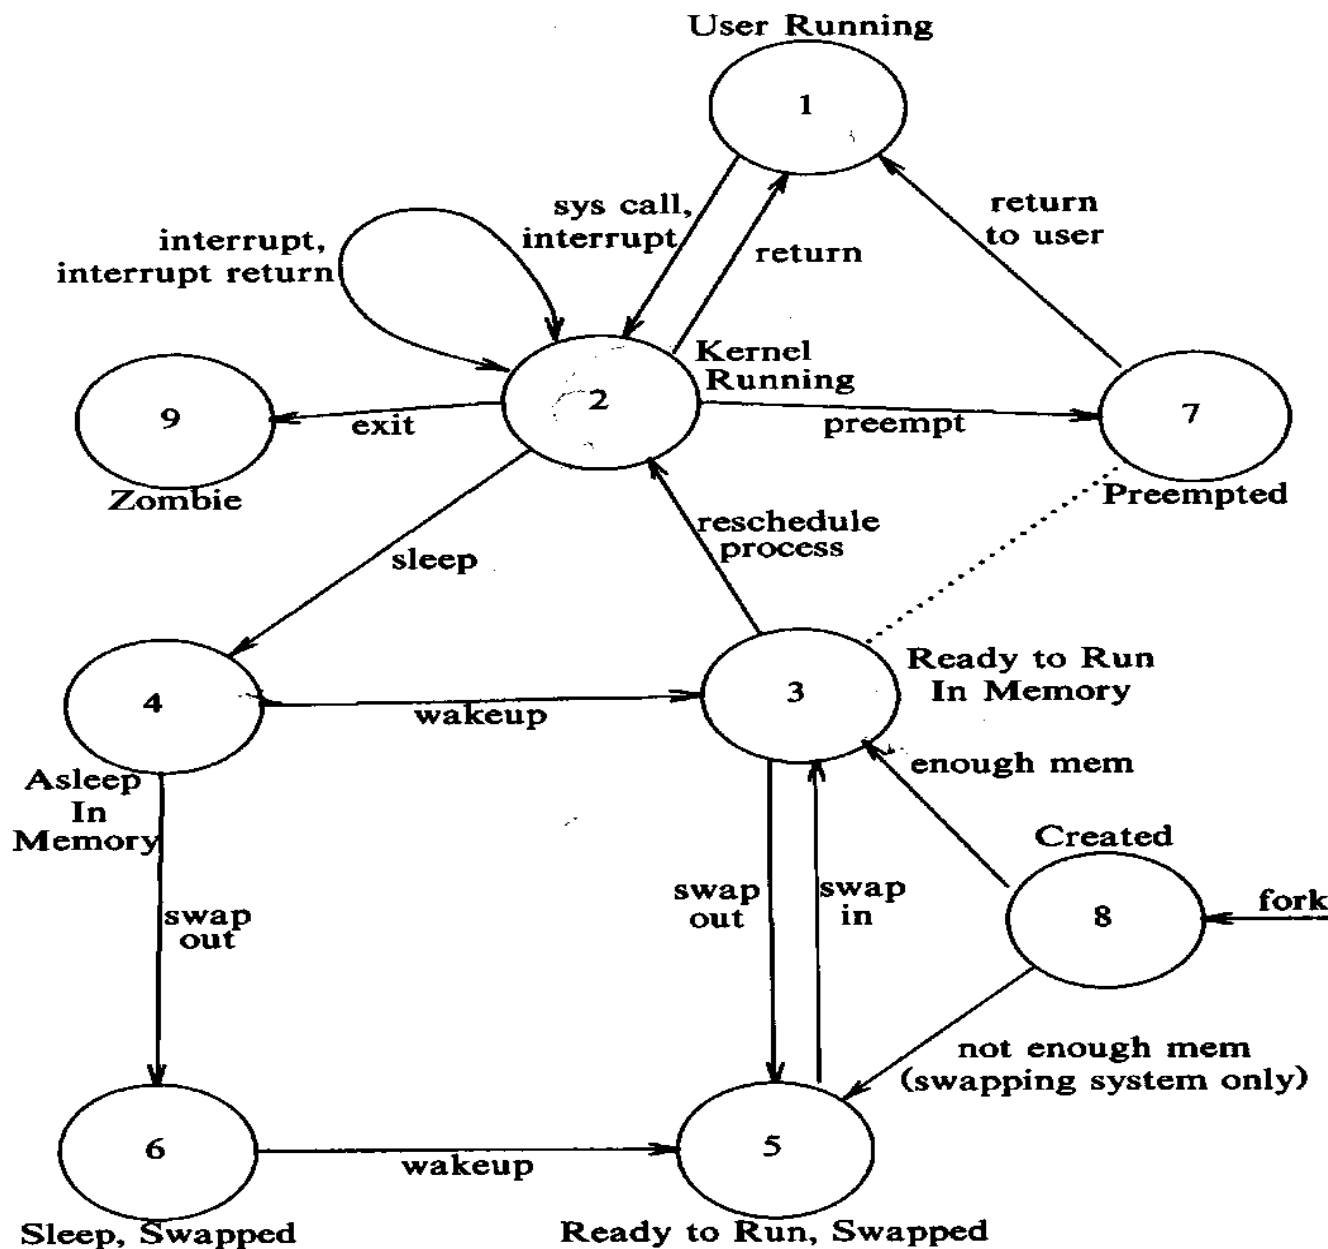 User Running
1
sys call,
interrupt
return
return
to user
interrupt,
interrupt return
Kernel
Running
2
9
exit
preempt
7
Zombie
Preempted
reschedule
process
sleep
Ready to Run
In Memory
4
wakeup
3
enough mem
Asleep
In
Memory
Created
swap
out
swap
out
swap
in
8
fork
not enough mem
(swapping system only)
6
wakeup
5
Sleep, Swapped
Ready to Run, Swapped